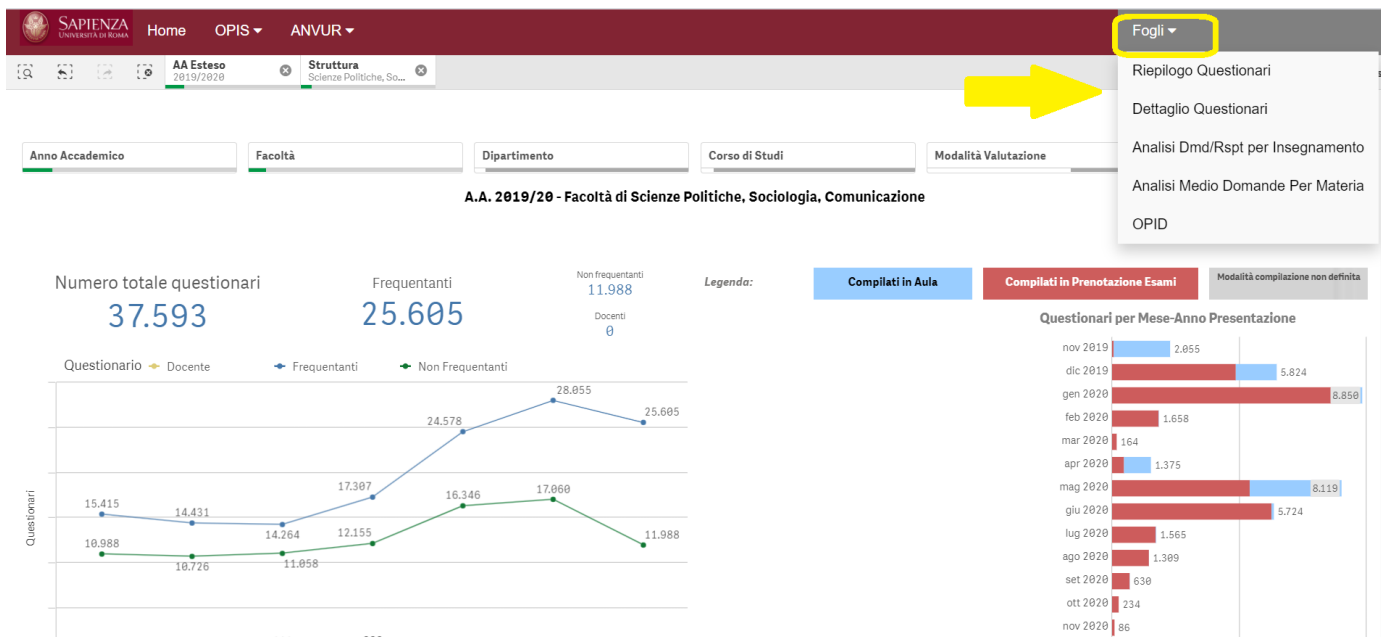 SAPIENZA
UNIVERSITÀ DI ROMA
Home OPIS ANVUR
Fogli
Riepilogo Questionari
Dettaglio Questionari
Analisi Dmd/Rspt per Insegnamento
Analisi Medio Domande Per Materia
OPID
AA Esteso
2019/2020
Struttura
Scienze Politiche, So...
Anno Accademico
Facoltà
Dipartimento
Corso di Studi
Modalità Valutazione
A.A. 2019/20 - Facoltà di Scienze Politiche, Sociologia, Comunicazione
Numero totale questionari
37.593
Frequentanti
25.605
Non frequentanti
11.988
Docenti
0
Legenda:
Compilati in Aula
Compilati in Prenotazione Esami
Modalità compilazione non definita
Questionario Docente Frequentanti Non Frequentanti
Questionari
15.415
14.431
14.264
17.307
24.578
28.055
25.605
10.988
10.726
11.058
12.155
16.346
17.060
11.988
Questionari per Mese-Anno Presentazione
nov 2019 2.055
dic 2019 5.824
gen 2020 8.850
feb 2020 1.658
mar 2020 164
apr 2020 1.375
mag 2020 8.119
giu 2020 5.724
lug 2020 1.565
ago 2020 1.309
set 2020 630
ott 2020 234
nov 2020 86